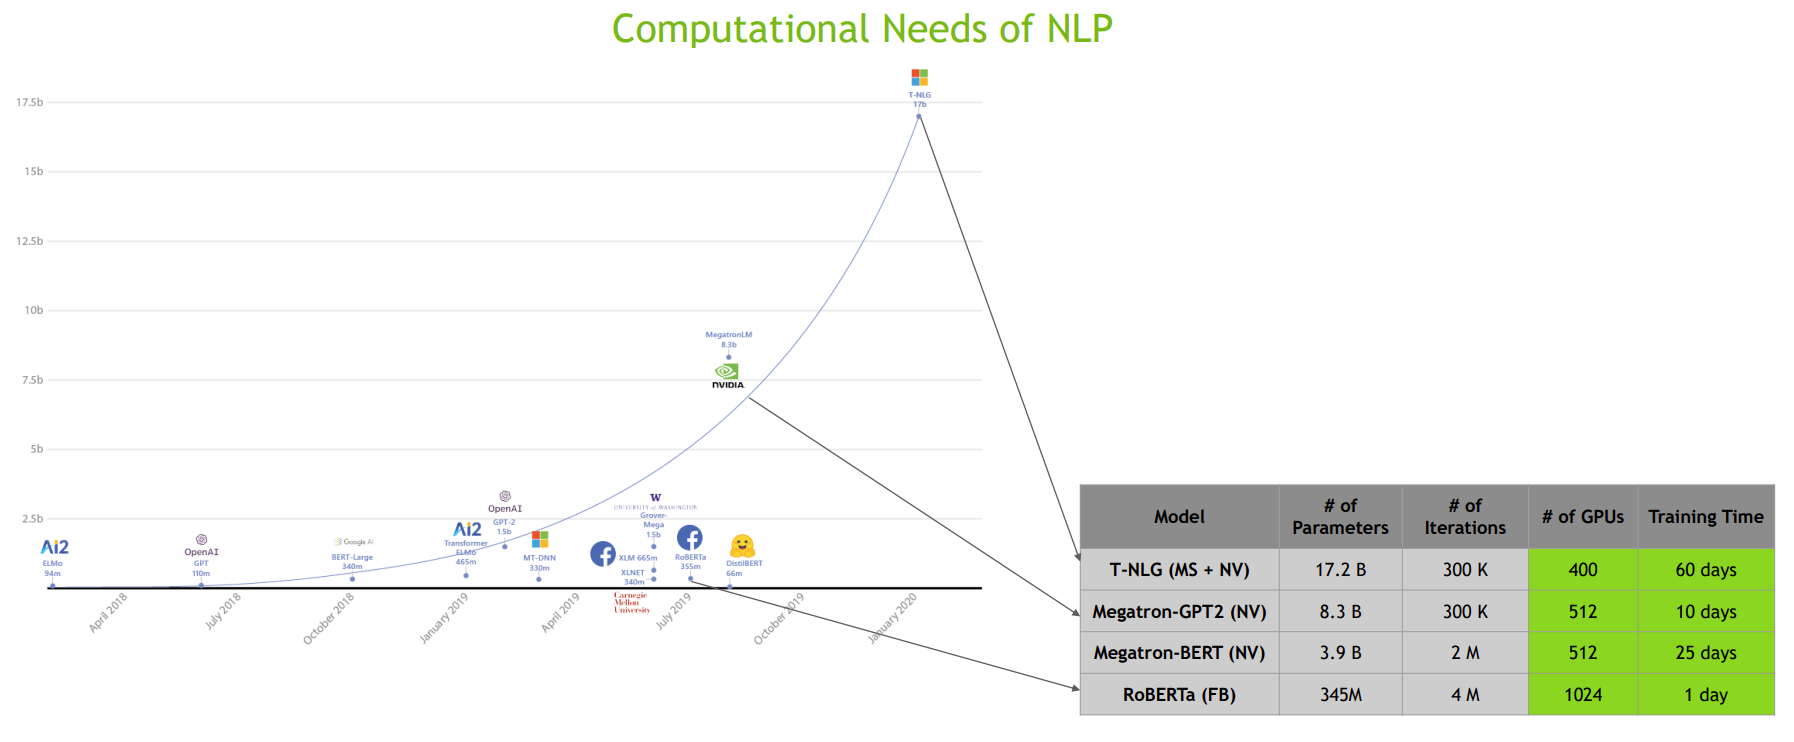 Computational Needs of NLP
17.5b
15b
12.5b
10b
7.5b
5b
2.5b
T-NLG
17b
MegatronLM
8.3b
NVIDIA
AI2
ELMo
94m
OpenAI
GPT
110m
Google AI
BERT-Large
340m
AI2
Transformer
ELMo
465m
OpenAI
GPT-2
1.5b
MT-DNN
330m
W
UNIVERSITY of WASHINGTON
Grover-
Mega
1.5b
XLM 665m
XLNET
340m
Carnegie
Mellon
University
RoBERTa
355m
DistilBERT
66m
April 2018
July 2018
October 2018
January 2019
April 2019
July 2019
October 2019
January 2020
Model # of Parameters # of Iterations # of GPUs Training Time
T-NLG (MS + NV) 17.2 B 300 K 400 60 days
Megatron-GPT2 (NV) 8.3 B 300 K 512 10 days
Megatron-BERT (NV) 3.9 B 2 M 512 25 days
RoBERTa (FB) 345M 4 M 1024 1 day